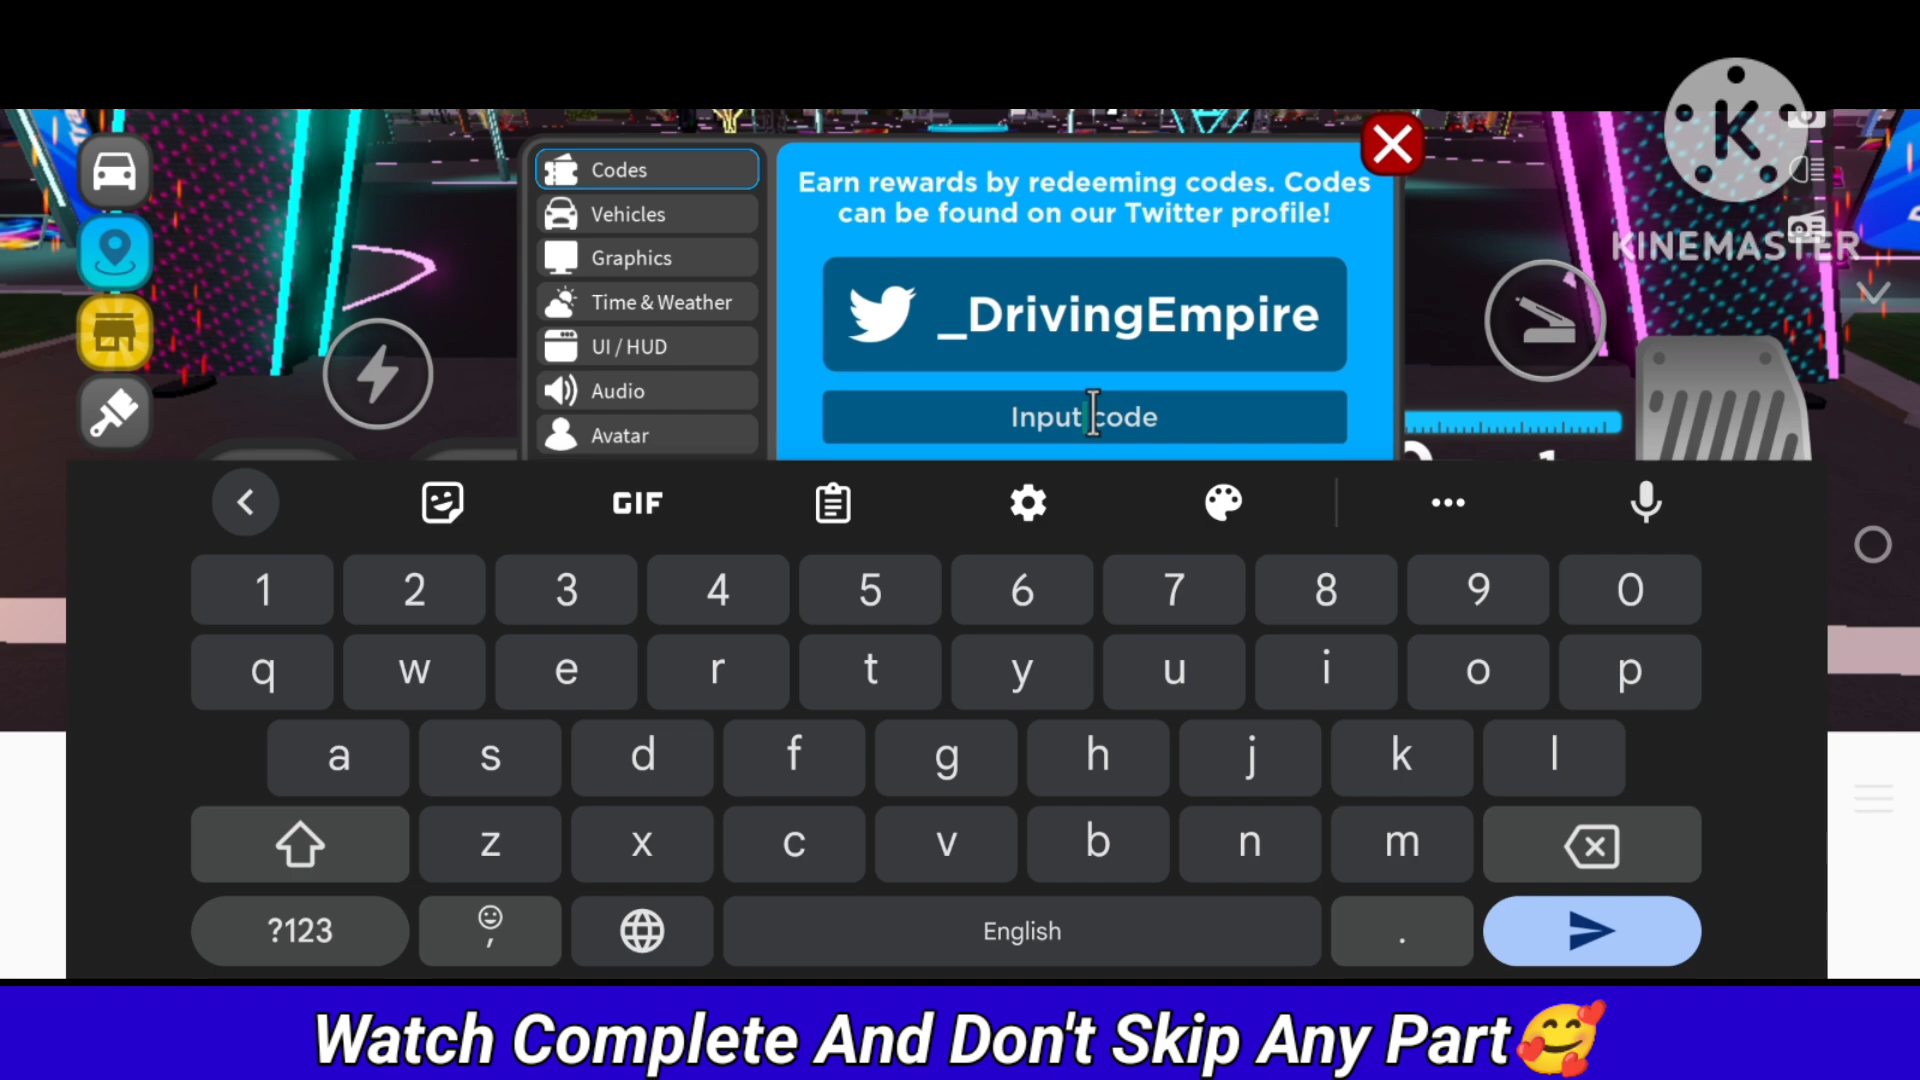 Codes
Vehicles
Graphics
Time & Weather
UI / HUD
Audio
Avatar
Earn rewards by redeeming codes. Codes
can be found on our Twitter profile!
_DrivingEmpire
Input code
K
KINEMASTER
GIF
1 2 3 4 5 6 7 8 9 0
q w e r t y u i o p
a s d f g h j k l
z x c v b n m
?123 , English .
Watch Complete And Don't Skip Any Part🥰